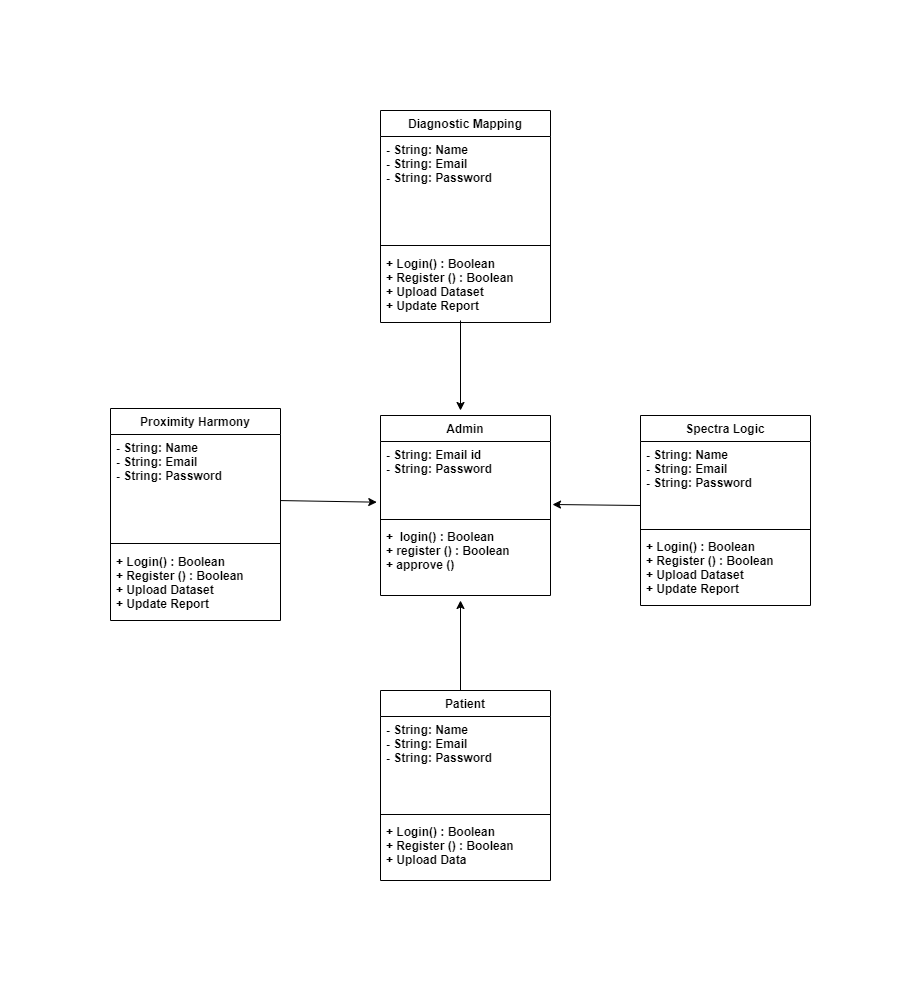 Diagnostic Mapping
- String: Name
- String: Email
- String: Password
+ Login() : Boolean
+ Register () : Boolean
+ Upload Dataset
+ Update Report
Proximity Harmony
- String: Name
- String: Email
- String: Password
+ Login() : Boolean
+ Register () : Boolean
+ Upload Dataset
+ Update Report
Admin
- String: Email id
- String: Password
+  login() : Boolean
+ register () : Boolean
+ approve ()
Spectra Logic
- String: Name
- String: Email
- String: Password
+ Login() : Boolean
+ Register () : Boolean
+ Upload Dataset
+ Update Report
Patient
- String: Name
- String: Email
- String: Password
+ Login() : Boolean
+ Register () : Boolean
+ Upload Data